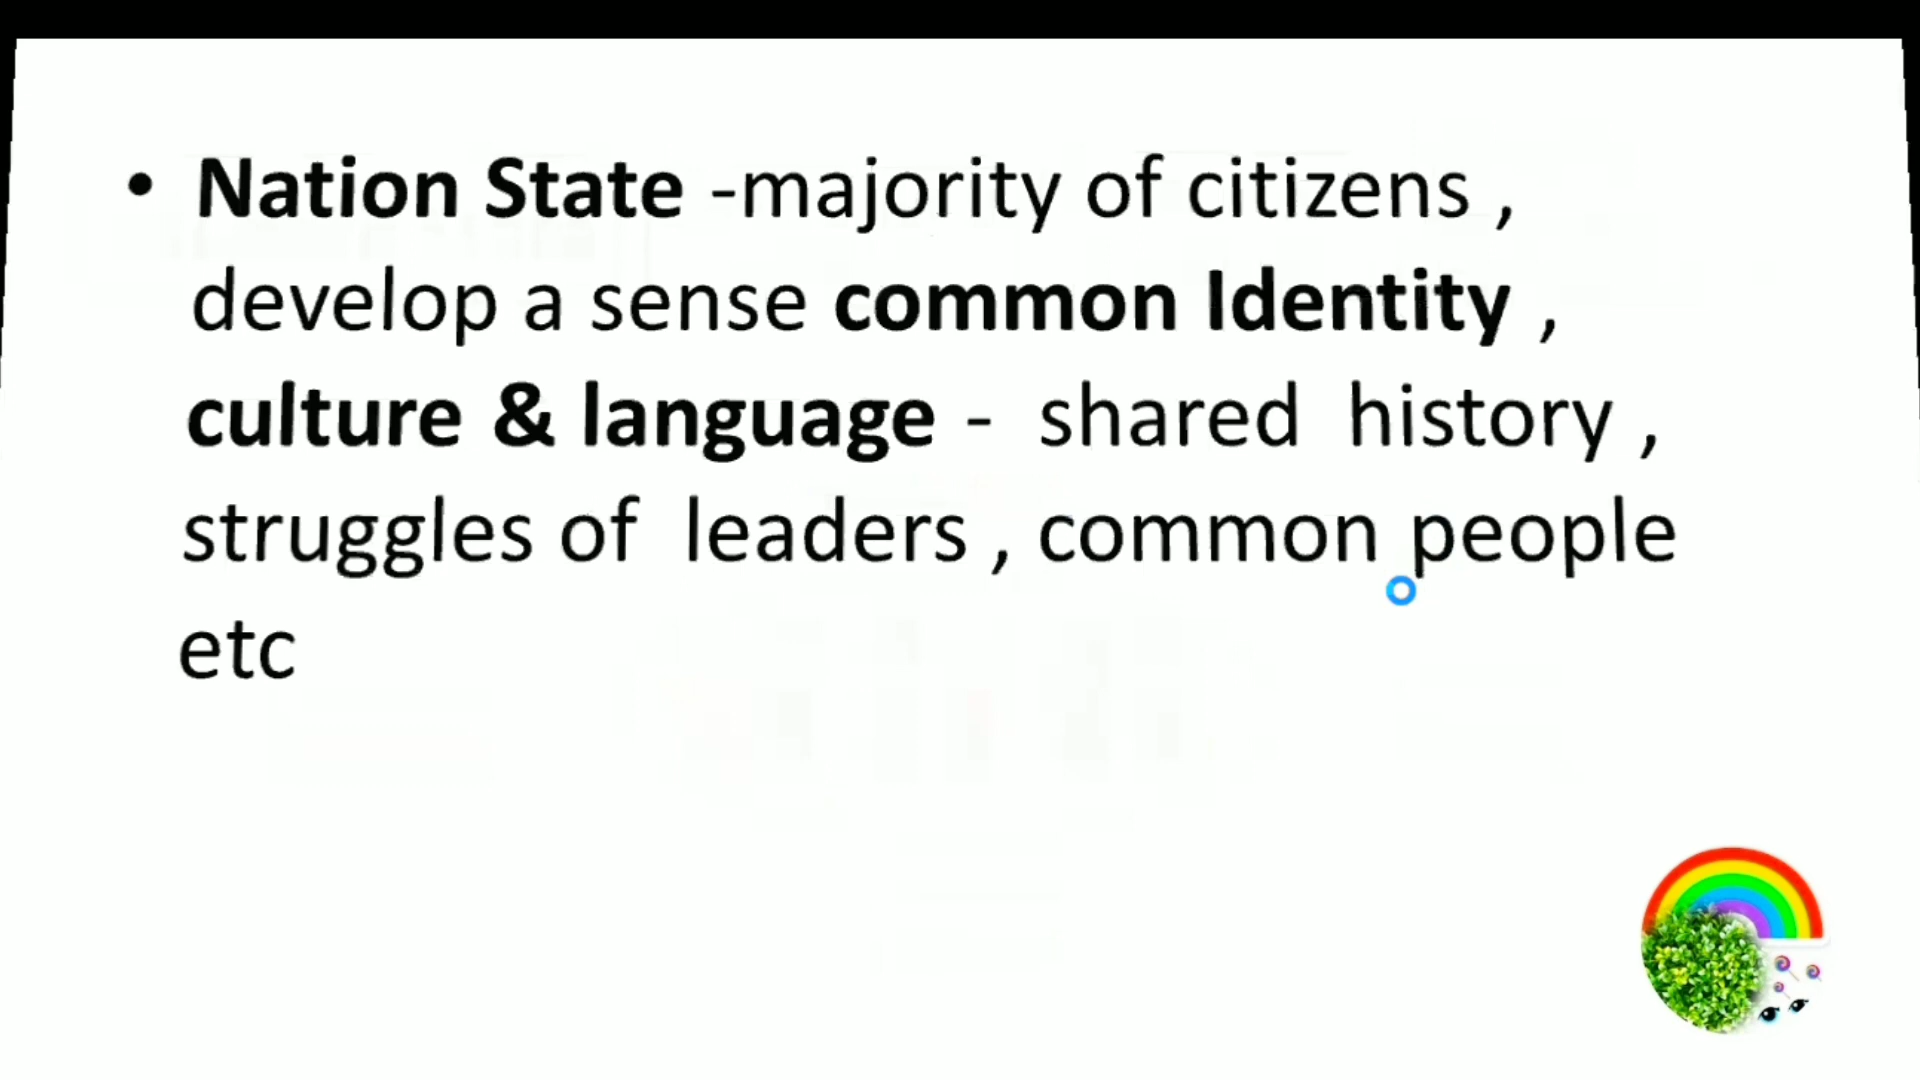 • Nation State -majority of citizens ,
develop a sense common Identity ,
culture & language - shared history ,
struggles of leaders , common people
etc